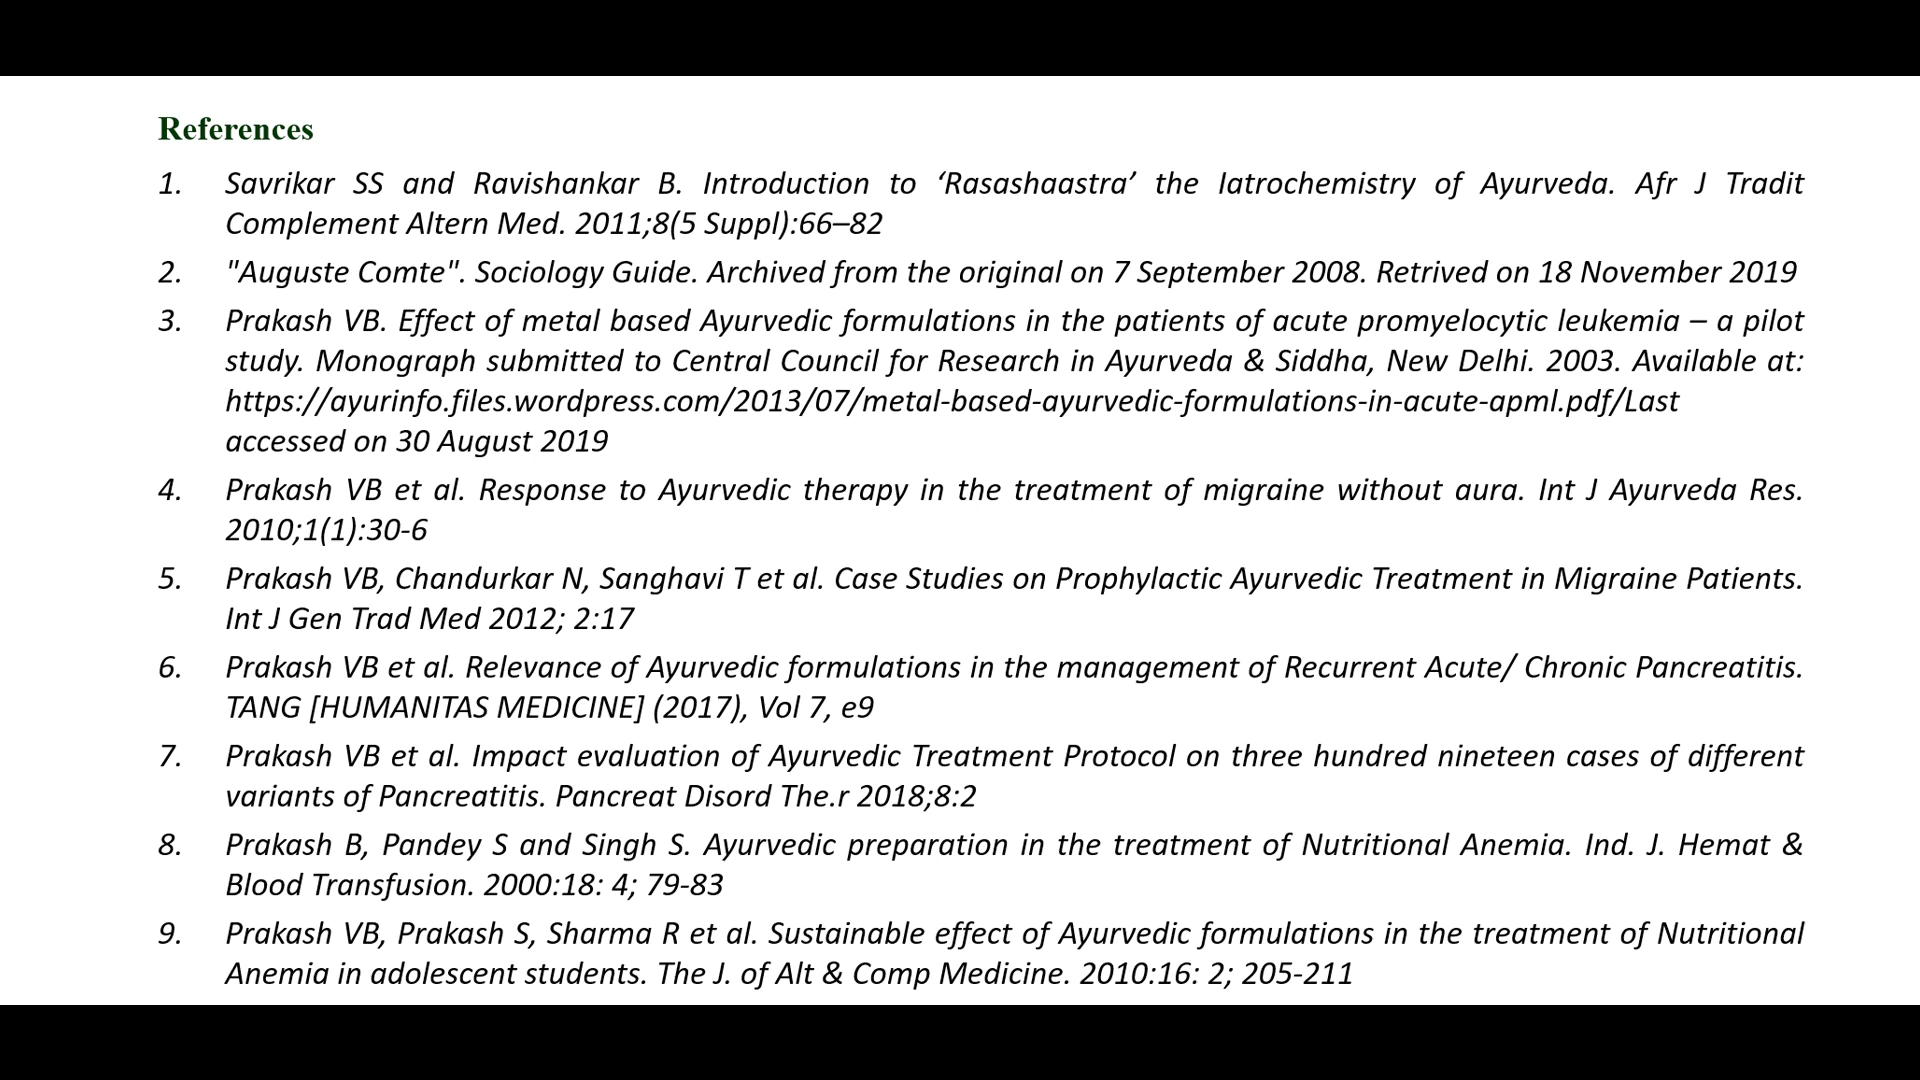 References
1. Savrikar SS and Ravishankar B. Introduction to ‘Rasashaastra’ the Iatrochemistry of Ayurveda. Afr J Tradit
Complement Altern Med. 2011;8(5 Suppl):66–82
2. "Auguste Comte". Sociology Guide. Archived from the original on 7 September 2008. Retrived on 18 November 2019
3. Prakash VB. Effect of metal based Ayurvedic formulations in the patients of acute promyelocytic leukemia – a pilot
study. Monograph submitted to Central Council for Research in Ayurveda & Siddha, New Delhi. 2003. Available at:
https://ayurinfo.files.wordpress.com/2013/07/metal-based-ayurvedic-formulations-in-acute-apml.pdf/Last
accessed on 30 August 2019
4. Prakash VB et al. Response to Ayurvedic therapy in the treatment of migraine without aura. Int J Ayurveda Res.
2010;1(1):30-6
5. Prakash VB, Chandurkar N, Sanghavi T et al. Case Studies on Prophylactic Ayurvedic Treatment in Migraine Patients.
Int J Gen Trad Med 2012; 2:17
6. Prakash VB et al. Relevance of Ayurvedic formulations in the management of Recurrent Acute/ Chronic Pancreatitis.
TANG [HUMANITAS MEDICINE] (2017), Vol 7, e9
7. Prakash VB et al. Impact evaluation of Ayurvedic Treatment Protocol on three hundred nineteen cases of different
variants of Pancreatitis. Pancreat Disord The.r 2018;8:2
8. Prakash B, Pandey S and Singh S. Ayurvedic preparation in the treatment of Nutritional Anemia. Ind. J. Hemat &
Blood Transfusion. 2000:18: 4; 79-83
9. Prakash VB, Prakash S, Sharma R et al. Sustainable effect of Ayurvedic formulations in the treatment of Nutritional
Anemia in adolescent students. The J. of Alt & Comp Medicine. 2010:16: 2; 205-211